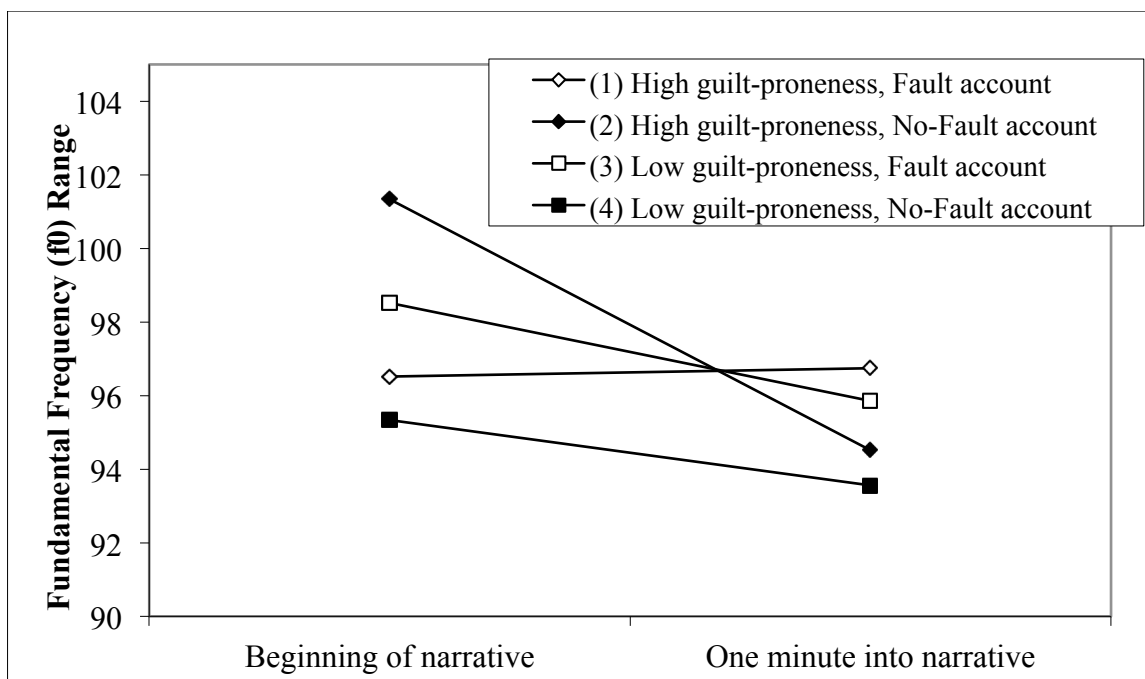 Fundamental Frequency (f0) Range
(1) High guilt-proneness, Fault account
(2) High guilt-proneness, No-Fault account
(3) Low guilt-proneness, Fault account
(4) Low guilt-proneness, No-Fault account
104
102
100
98
96
94
92
90
Beginning of narrative
One minute into narrative